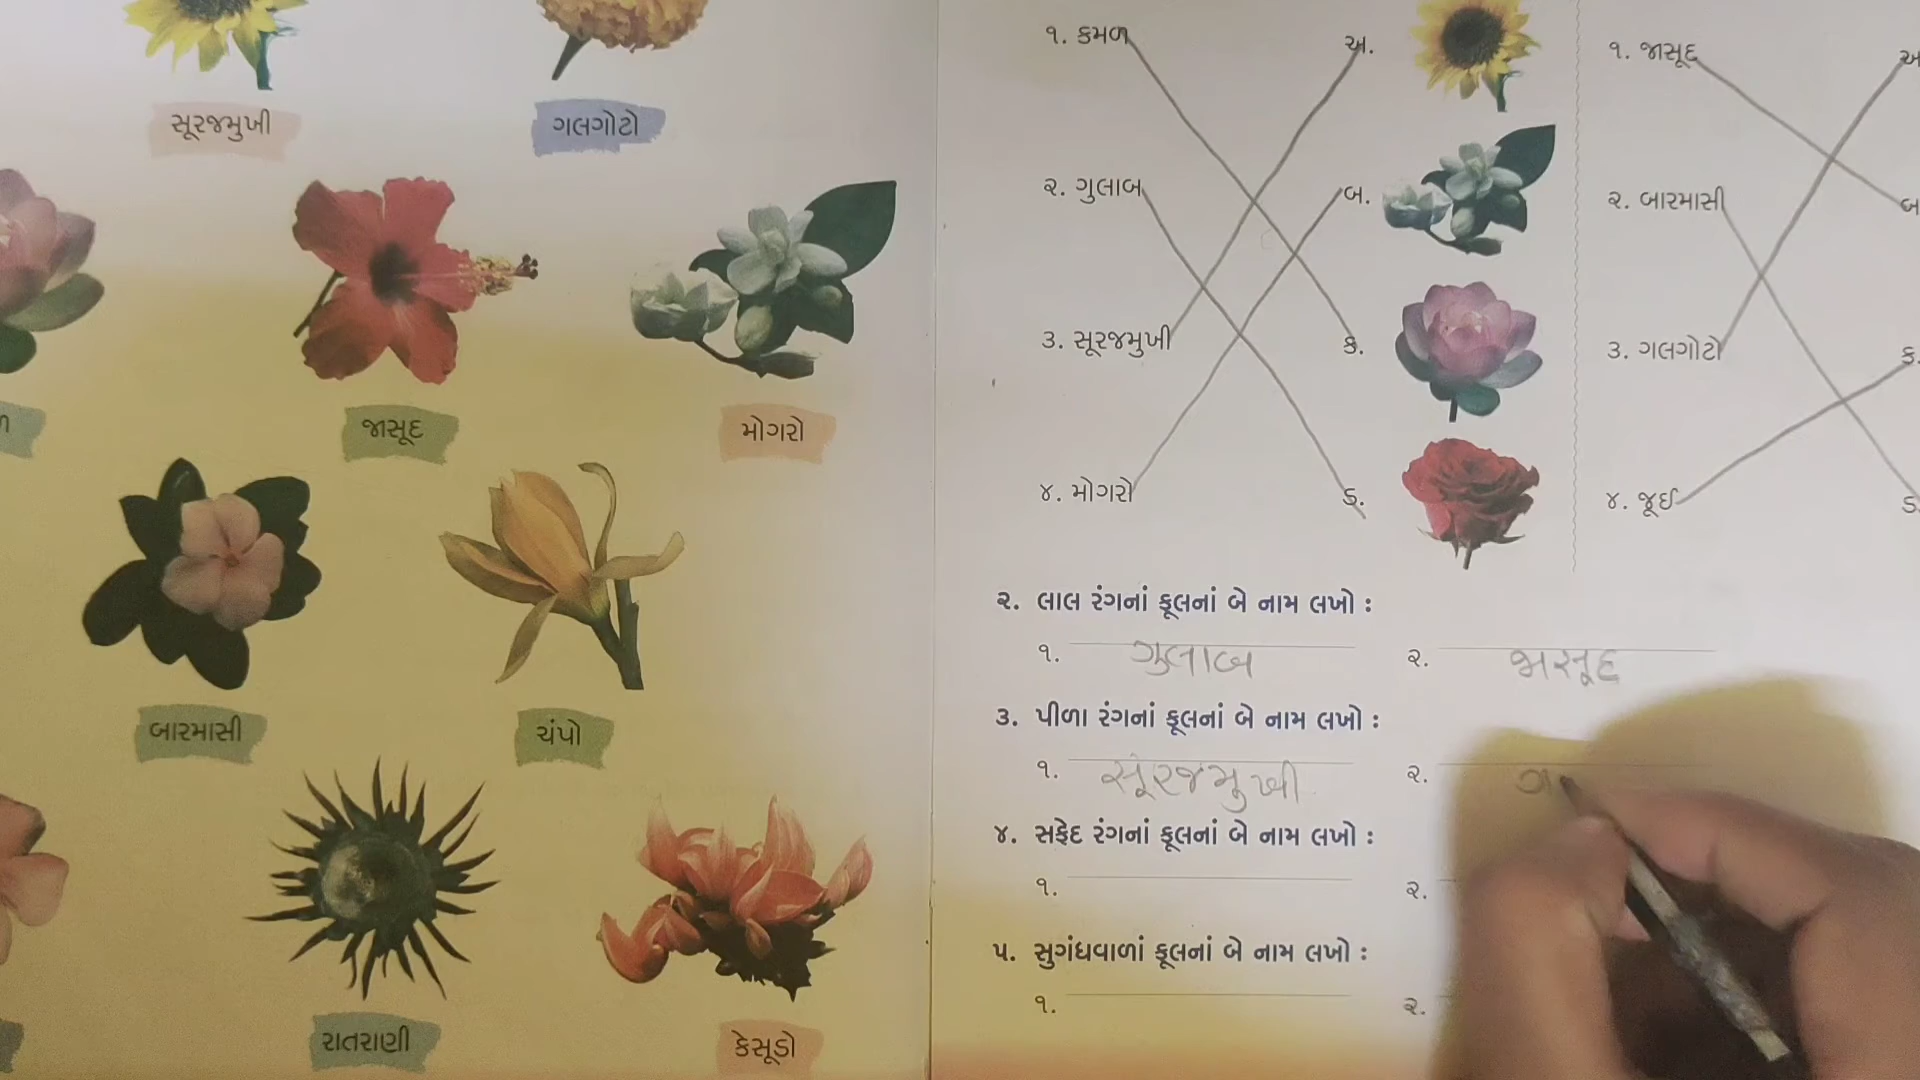 સૂરજમુખી
ગલગોટો
જાસૂદ
મોગરો
બારમાસી
ચંપો
રાતરાણી
કેસૂડો
૧. કમળ
અ.
૨. ગુલાબ
બ.
૩. સૂરજમુખી
ક.
૪. મોગરો
ડ.
૧. જાસૂદ
અ
૨. બારમાસી
બ
૩. ગલગોટો
ક.
૪. જૂઈ
ડ.
૨. લાલ રંગનાં ફૂલનાં બે નામ લખો :
૧. ગુલાબ ૨. જાસૂદ
૩. પીળા રંગનાં ફૂલનાં બે નામ લખો :
૧. સૂરજમુખી ૨. ગ
૪. સફેદ રંગનાં ફૂલનાં બે નામ લખો :
૧. ૨.
૫. સુગંધવાળાં ફૂલનાં બે નામ લખો :
૧. ૨.